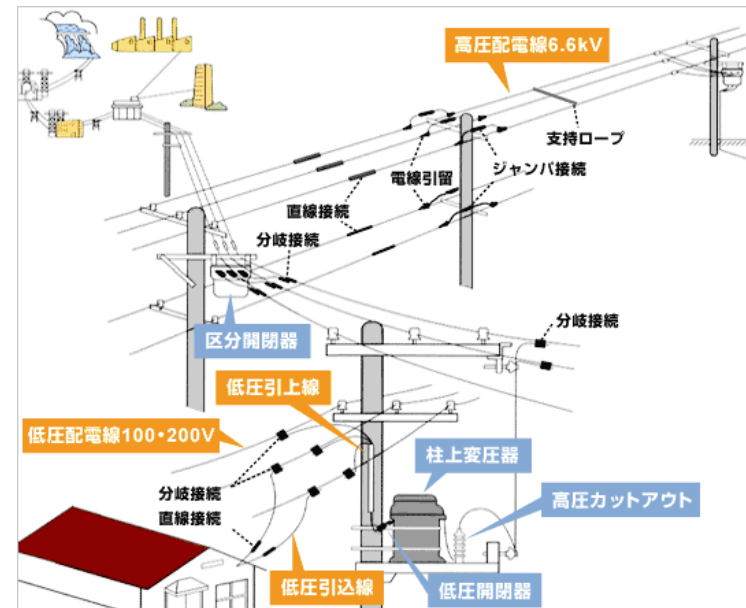 高圧配電線6.6kV
支持ロープ
ジャンパ接続
電線引留
直線接続
分岐接続
区分開閉器
分岐接続
低圧引上線
低圧配電線100・200V
柱上変圧器
分岐接続
高圧カットアウト
直線接続
低圧引込線
低圧開閉器